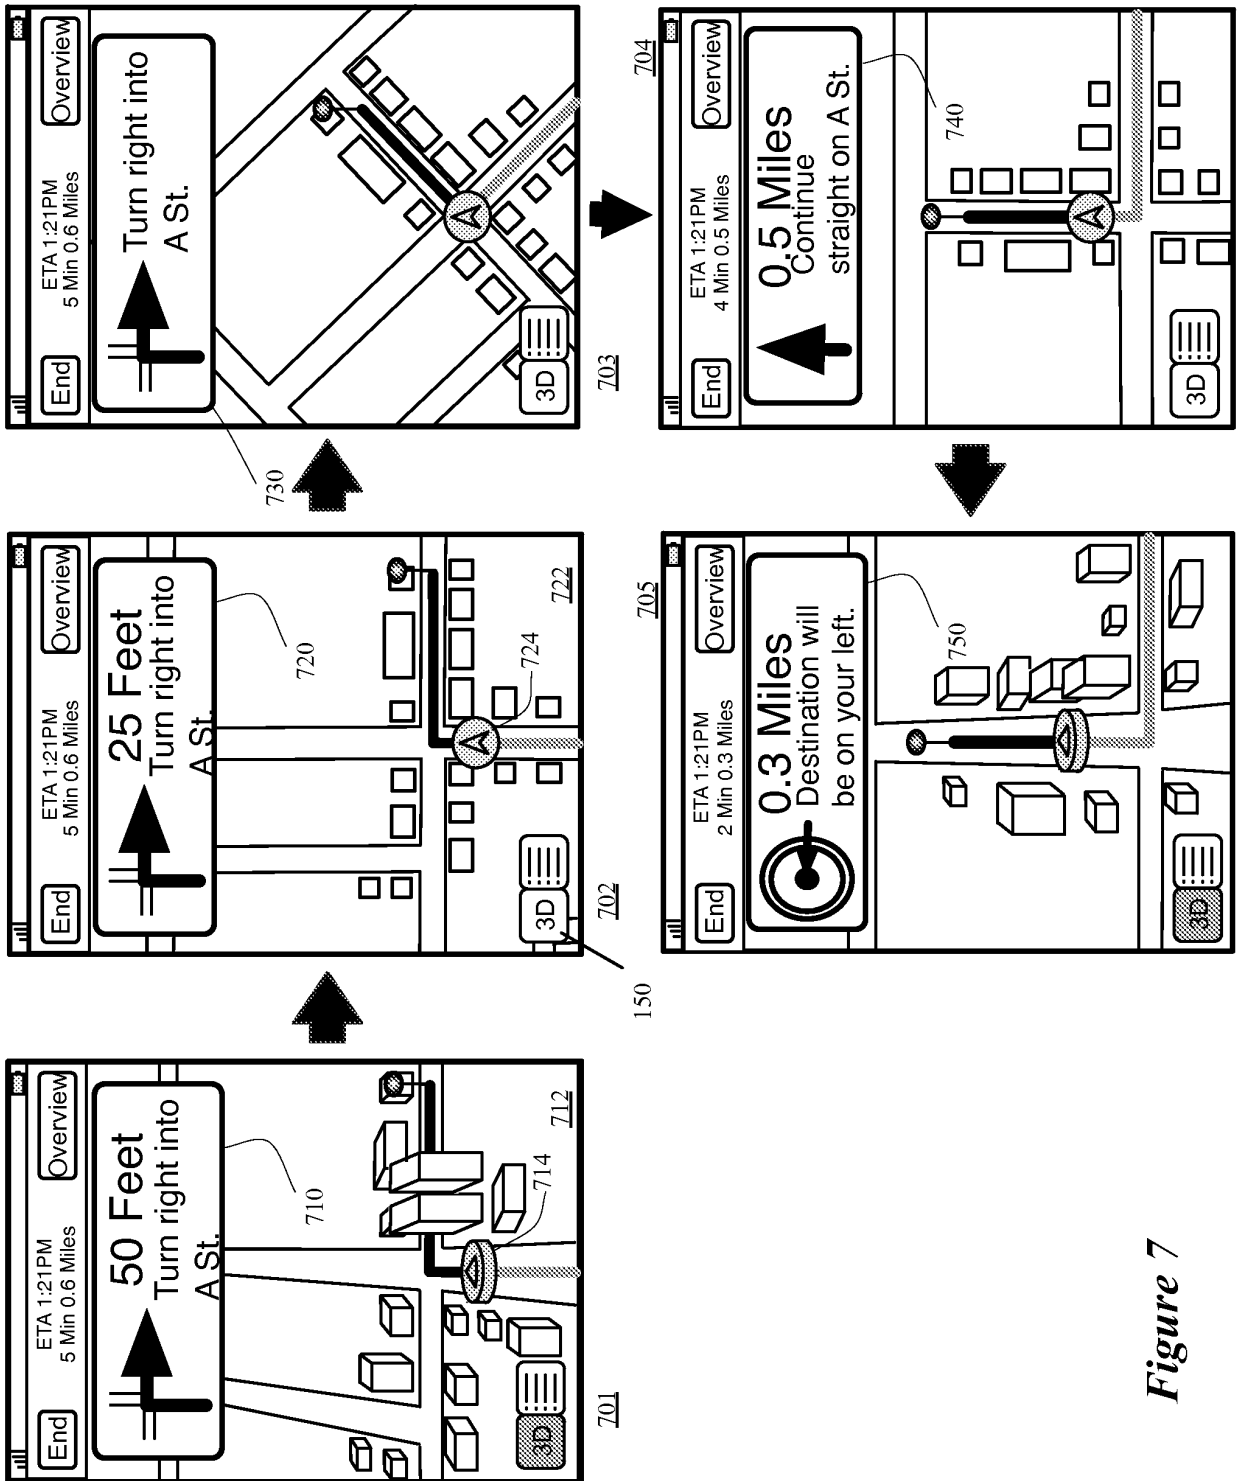 End
ETA 1:21PM
5 Min 0.6 Miles
Overview
50 Feet
Turn right into
A St.
710
712
714
3D
701
End
ETA 1:21PM
5 Min 0.6 Miles
Overview
25 Feet
Turn right into
A St.
720
722
724
3D
702
150
End
ETA 1:21PM
5 Min 0.6 Miles
Overview
Turn right into
A St.
730
3D
703
704
End
ETA 1:21PM
4 Min 0.5 Miles
Overview
0.5 Miles
Continue
straight on A St.
740
3D
705
End
ETA 1:21PM
2 Min 0.3 Miles
Overview
0.3 Miles
Destination will
be on your left.
750
3D
Figure 7